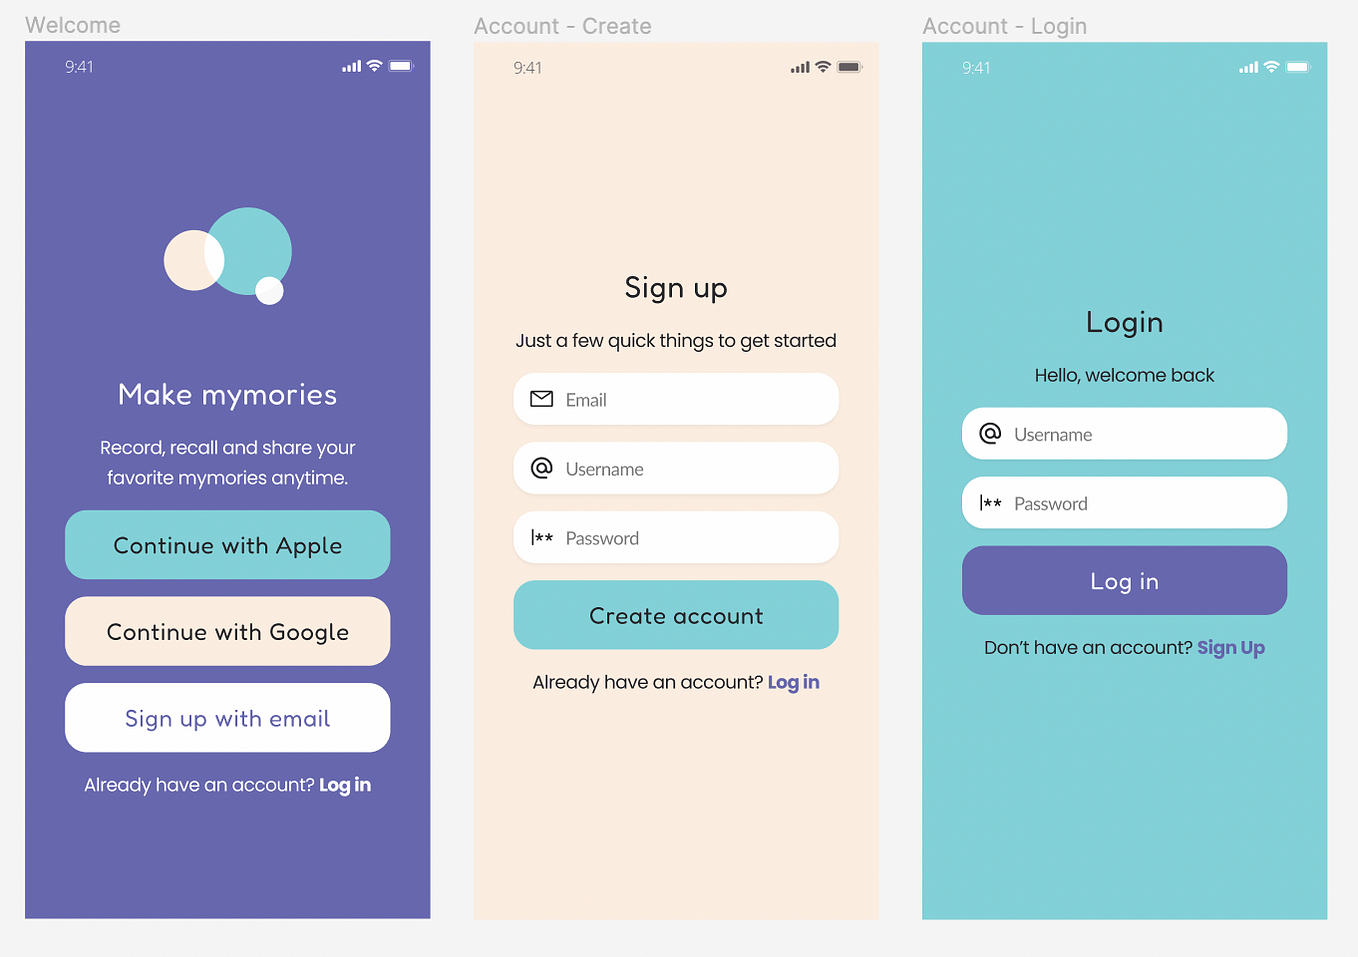 Welcome
9:41
Make mymories
Record, recall and share your
favorite mymories anytime.
Continue with Apple
Continue with Google
Sign up with email
Already have an account? Log in
Account - Create
9:41
Sign up
Just a few quick things to get started
Email
@ Username
|** Password
Create account
Already have an account? Log in
Account - Login
9:41
Login
Hello, welcome back
@ Username
|** Password
Log in
Don't have an account? Sign Up